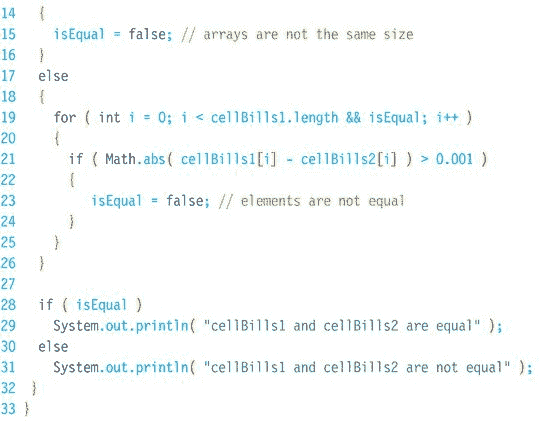 14 {
15 isEqual = false; // arrays are not the same size
16 }
17 else
18 {
19 for ( int i = 0; i < cellBills1.length && isEqual; i++ )
20 {
21 if ( Math.abs( cellBills1[i] - cellBills2[i] ) > 0.001 )
22 {
23 isEqual = false; // elements are not equal
24 }
25 }
26 }
27
28 if ( isEqual )
29 System.out.println( "cellBills1 and cellBills2 are equal" );
30 else
31 System.out.println( "cellBills1 and cellBills2 are not equal" );
32 }
33 }